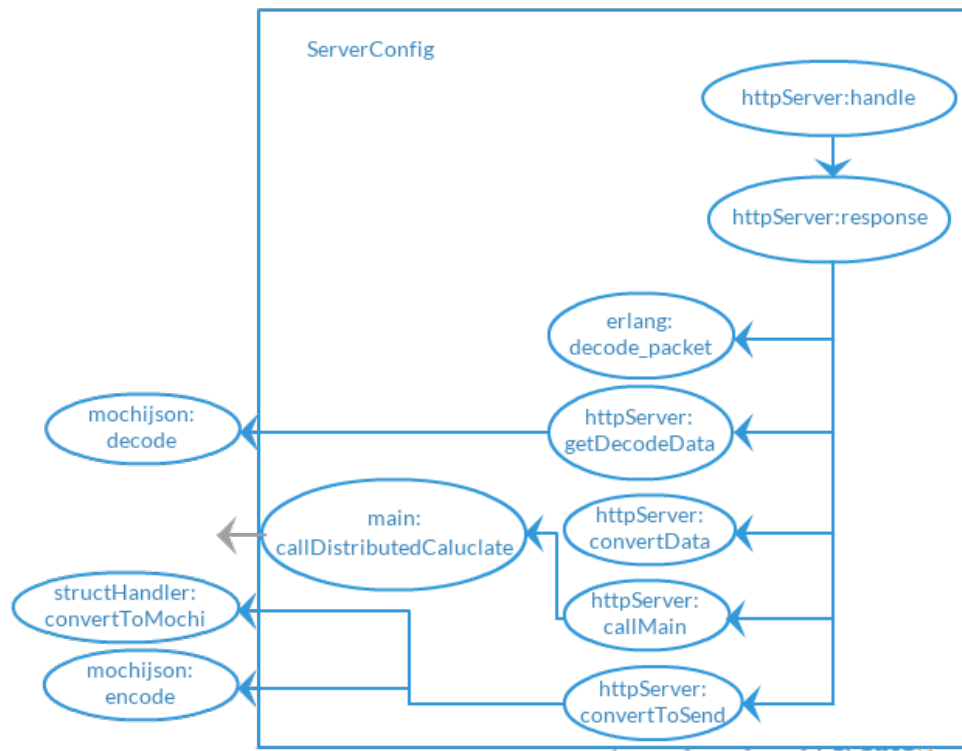 ServerConfig
httpServer:handle
httpServer:response
erlang:
decode_packet
mochijson:
decode
httpServer:
getDecodeData
main:
callDistributedCaluclate
httpServer:
convertData
structHandler:
convertToMochi
httpServer:
callMain
mochijson:
encode
httpServer:
convertToSend